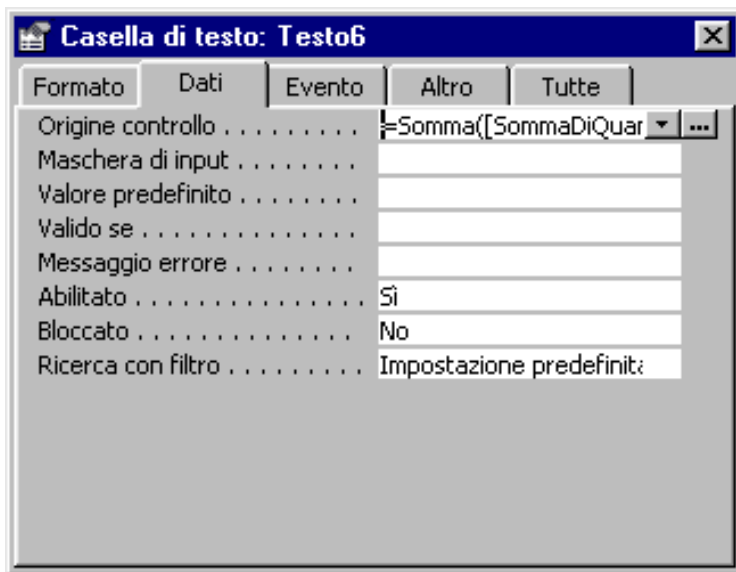 Casella di testo: Testo6
Formato Dati Evento Altro Tutte
Origine controllo . . . . . . . . . =Somma([SommaDiQuar ...
Maschera di input . . . . . . . .
Valore predefinito . . . . . . . .
Valido se . . . . . . . . . . . . . .
Messaggio errore . . . . . . . .
Abilitato . . . . . . . . . . . . . . . Sì
Bloccato . . . . . . . . . . . . . . No
Ricerca con filtro . . . . . . . . . Impostazione predefinita